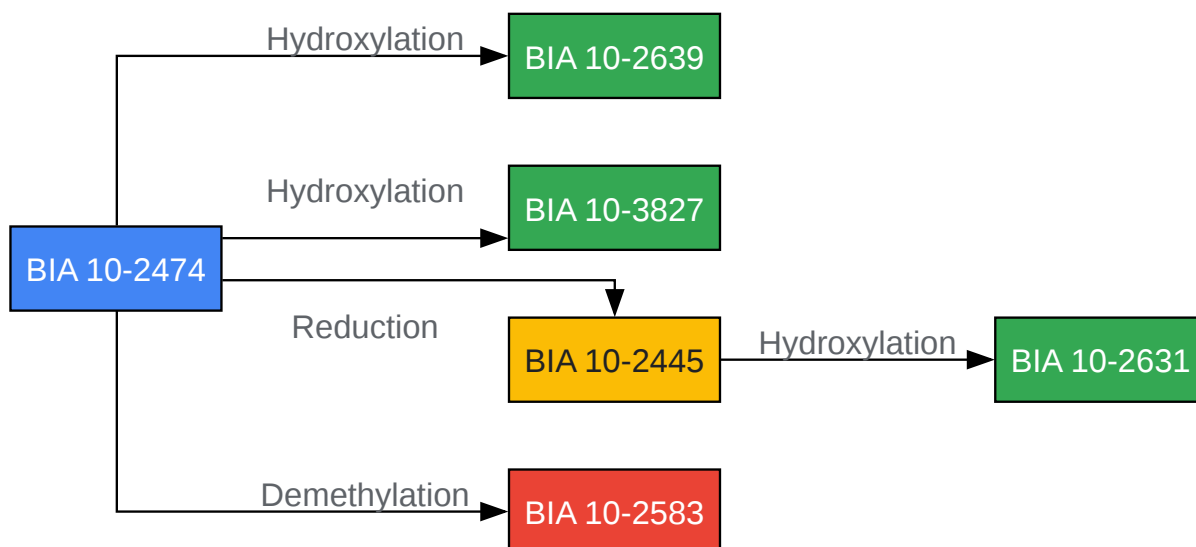 Hydroxylation
BIA 10-2639
Hydroxylation
BIA 10-3827
BIA 10-2474
Reduction
BIA 10-2445
Hydroxylation
BIA 10-2631
Demethylation
BIA 10-2583